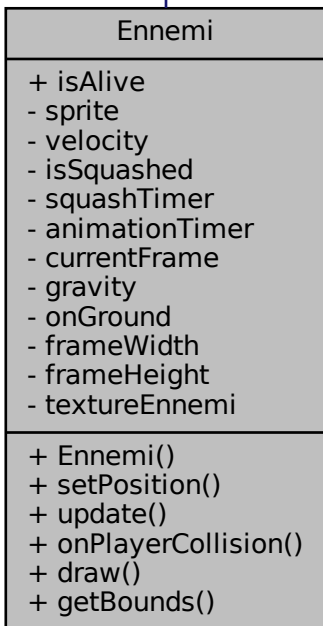 Ennemi
+ isAlive
- sprite
- velocity
- isSquashed
- squashTimer
- animationTimer
- currentFrame
- gravity
- onGround
- frameWidth
- frameHeight
- textureEnnemi
+ Ennemi()
+ setPosition()
+ update()
+ onPlayerCollision()
+ draw()
+ getBounds()